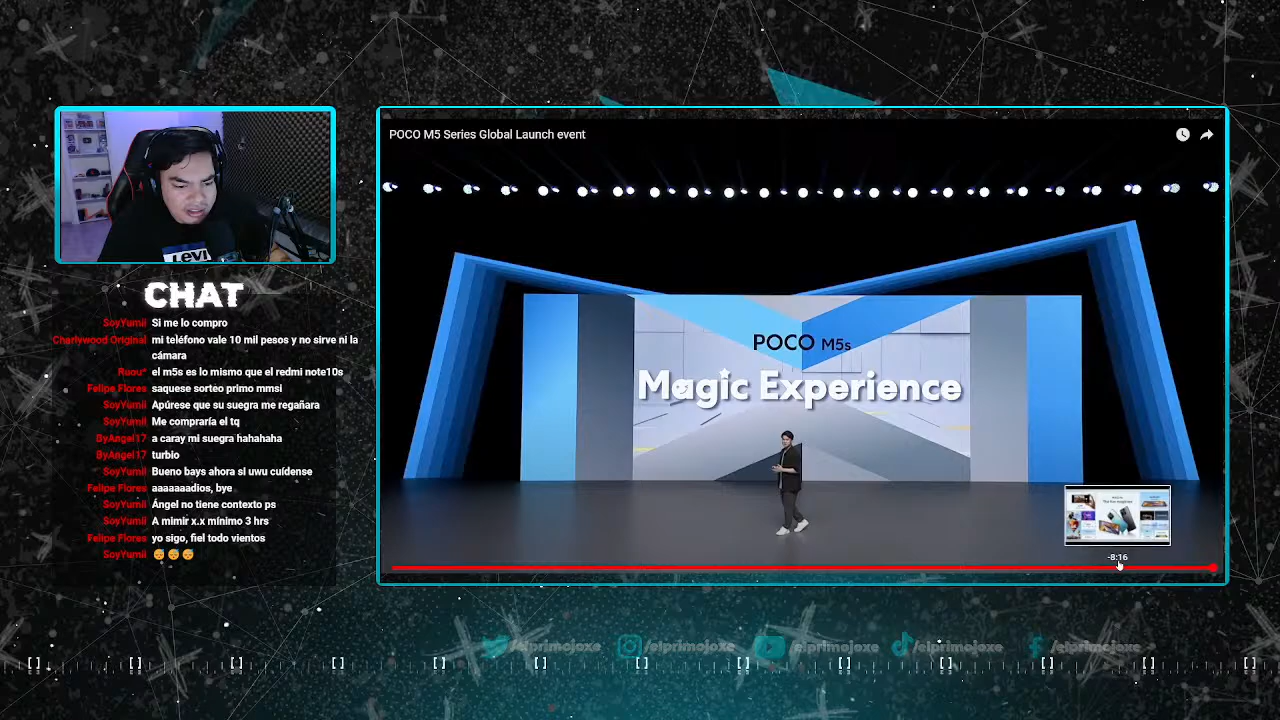 POCO M5 Series Global Launch event
LEVI
CHAT
SoyYumii Si me lo compro
Charlywood Original mi teléfono vale 10 mil pesos y no sirve ni la
cámara
Ruou* el m5s es lo mismo que el redmi note10s
Felipe Flores saquese sorteo primo mmsi
SoyYumii Apúrese que su suegra me regañara
SoyYumii Me compraría el tq
ByAngel17 a caray mi suegra hahahaha
ByAngel17 turbio
SoyYumii Bueno bays ahora si uwu cuídense
Felipe Flores aaaaaaadios, bye
SoyYumii Ángel no tiene contexto ps
SoyYumii A mimir x.x mínimo 3 hrs
Felipe Flores yo sigo, fiel todo vientos
SoyYumii 😴😴😴
POCO M5s
Magic Experience
-8:16
/elprimojoxe /elprimojoxe /elprimojoxe /elprimojoxe /elprimojoxe